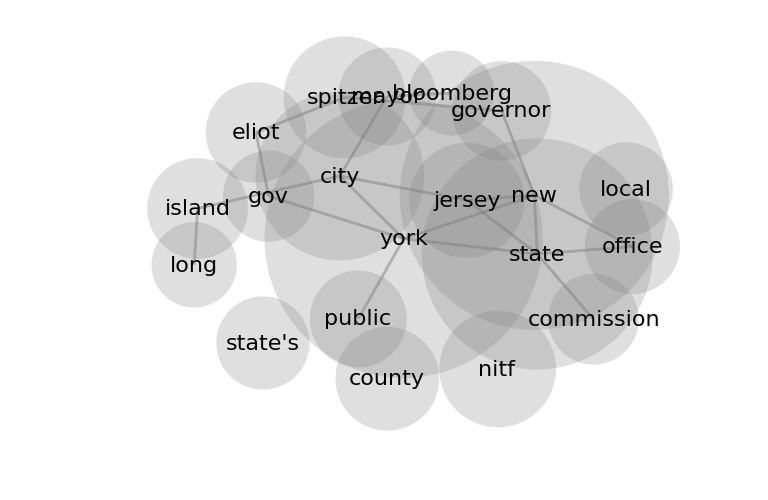 spitzer mayor bloomberg
governor
eliot
city
gov
island
jersey new local
york
state office
long
public commission
state's
county nitf